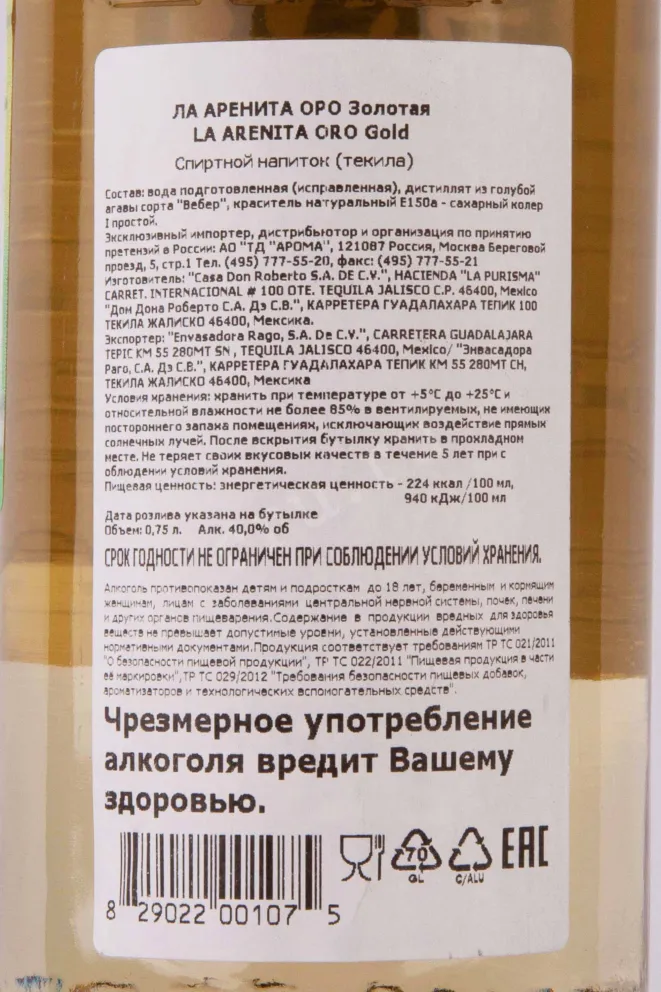 ЛА АРЕНИТА ОРО Золотая
LA ARENITA ORO Gold
Спиртной напиток (текила)
Состав: вода подготовленная (исправленная), дистиллят из голубой
агавы сорта "Вебер", краситель натуральный Е150а - сахарный колер
I простой.
Эксклюзивный импортер, дистрибьютор и организация по принятию
претензий в России: АО "ТД "АРОМА", 121087 Россия, Москва Береговой
проезд, 5, стр.1 Тел. (495) 777-55-20, факс: (495) 777-55-21
Изготовитель: "Casa Don Roberto S.A. DE C.V.", HACIENDA "LA PURISMA"
CARRET. INTERNACIONAL # 100 OTE. TEQUILA JALISCO C.P. 46400, Mexico
"Дом Дона Роберто С.А. Дэ С.В.", КАРРЕТЕРА ГУАДАЛАХАРА ТЕПИК 100
ТЕКИЛА ЖАЛИСКО 46400, Мексика.
Экспортер: "Envasadora Rago, S.A. De C.V.", CARRETERA GUADALAJARA
TEPIC KM 55 280MT SN , TEQUILA JALISCO 46400, Mexico/ "Энвасадора
Раго, С.А. Дэ С.В.", КАРРЕТЕРА ГУАДАЛАХАРА ТЕПИК КМ 55 280МТ СН,
ТЕКИЛА ЖАЛИСКО 46400, Мексика
Условия хранения: хранить при температуре от +5°С до +25°С и
относительной влажности не более 85% в вентилируемых, не имеющих
постороннего запаха помещениях, исключающих воздействие прямых
солнечных лучей. После вскрытия бутылку хранить в прохладном
месте. Не теряет своих вкусовых качеств в течение 5 лет при с
облюдении условий хранения.
Пищевая ценность: энергетическая ценность - 224 ккал /100 мл,
940 кДж/100 мл
Дата розлива указана на бутылке
Объем: 0,75 л. Алк. 40,0% об
СРОК ГОДНОСТИ НЕ ОГРАНИЧЕН ПРИ СОБЛЮДЕНИИ УСЛОВИЙ ХРАНЕНИЯ.
Алкоголь противопоказан детям и подросткам до 18 лет, беременным и кормящим
женщинам, лицам с заболеваниями центральной нервной системы, почек, печени
и других органов пищеварения.Содержание в продукции вредных для здоровья
веществ не превышает допустимые уровни, установленные действующими
нормативными документами.Продукция соответствует требованиям ТР ТС 021/2011
"О безопасности пищевой продукции", ТР ТС 022/2011 "Пищевая продукция в части
её маркировки",ТР ТС 029/2012 "Требования безопасности пищевых добавок,
ароматизаторов и технологических вспомогательных средств".
Чрезмерное употребление
алкоголя вредит Вашему
здоровью.
70
GL
C/ALU
EAC
8 29022 00107 5